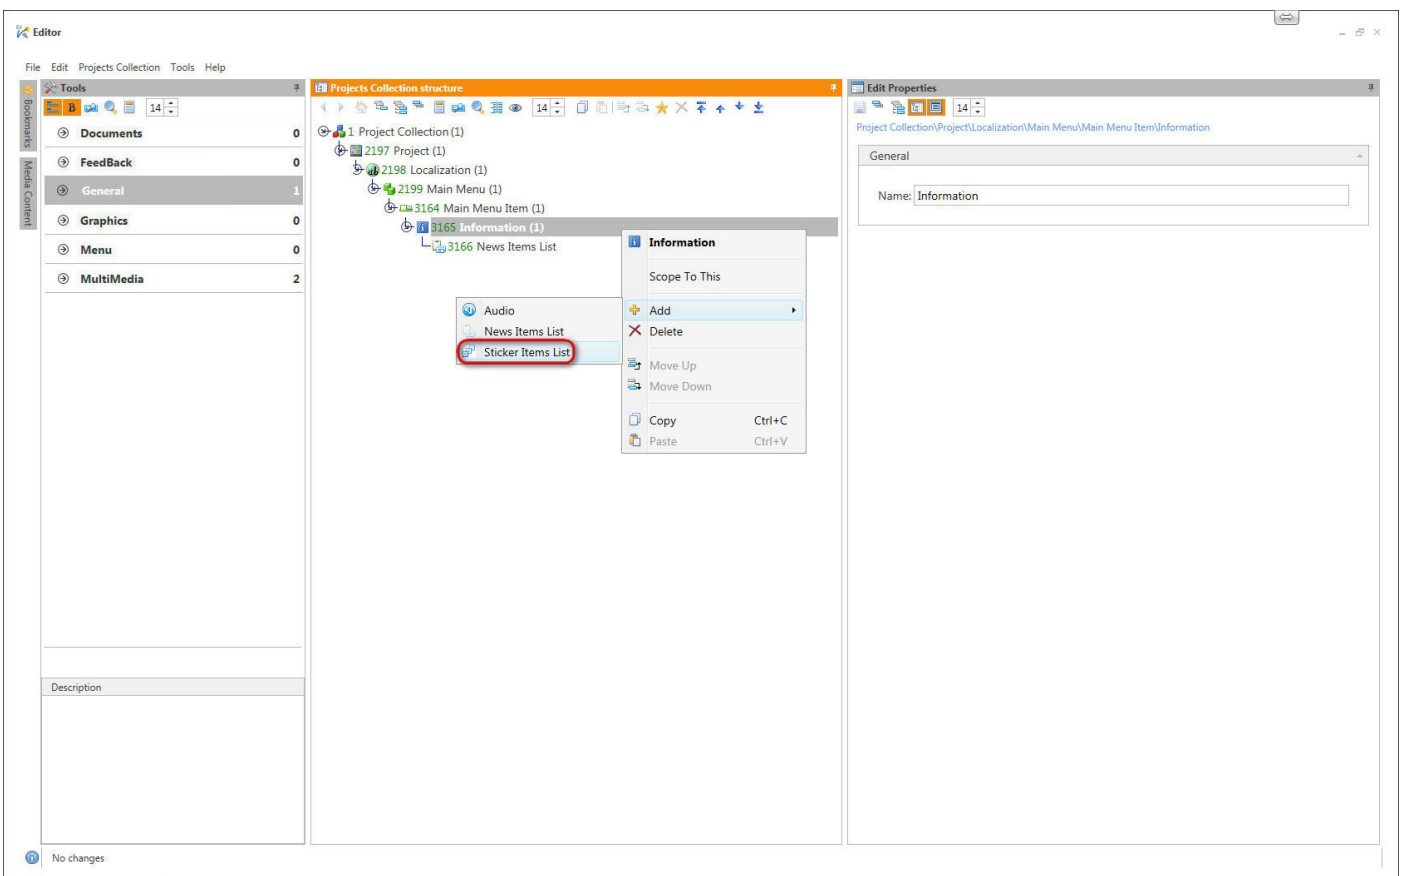 Editor
File Edit Projects Collection Tools Help
Bookmarks
Media Content
Tools
B 14
Documents 0
FeedBack 0
General 1
Graphics 0
Menu 0
MultiMedia 2
Description
Projects Collection structure
14
1 Project Collection (1)
2197 Project (1)
2198 Localization (1)
2199 Main Menu (1)
3164 Main Menu Item (1)
3165 Information (1)
3166 News Items List
Information
Scope To This
Add
Delete
Move Up
Move Down
Copy Ctrl+C
Paste Ctrl+V
Audio
News Items List
Sticker Items List
Edit Properties
14
Project Collection\Project\Localization\Main Menu\Main Menu Item\Information
General
Name: Information
No changes